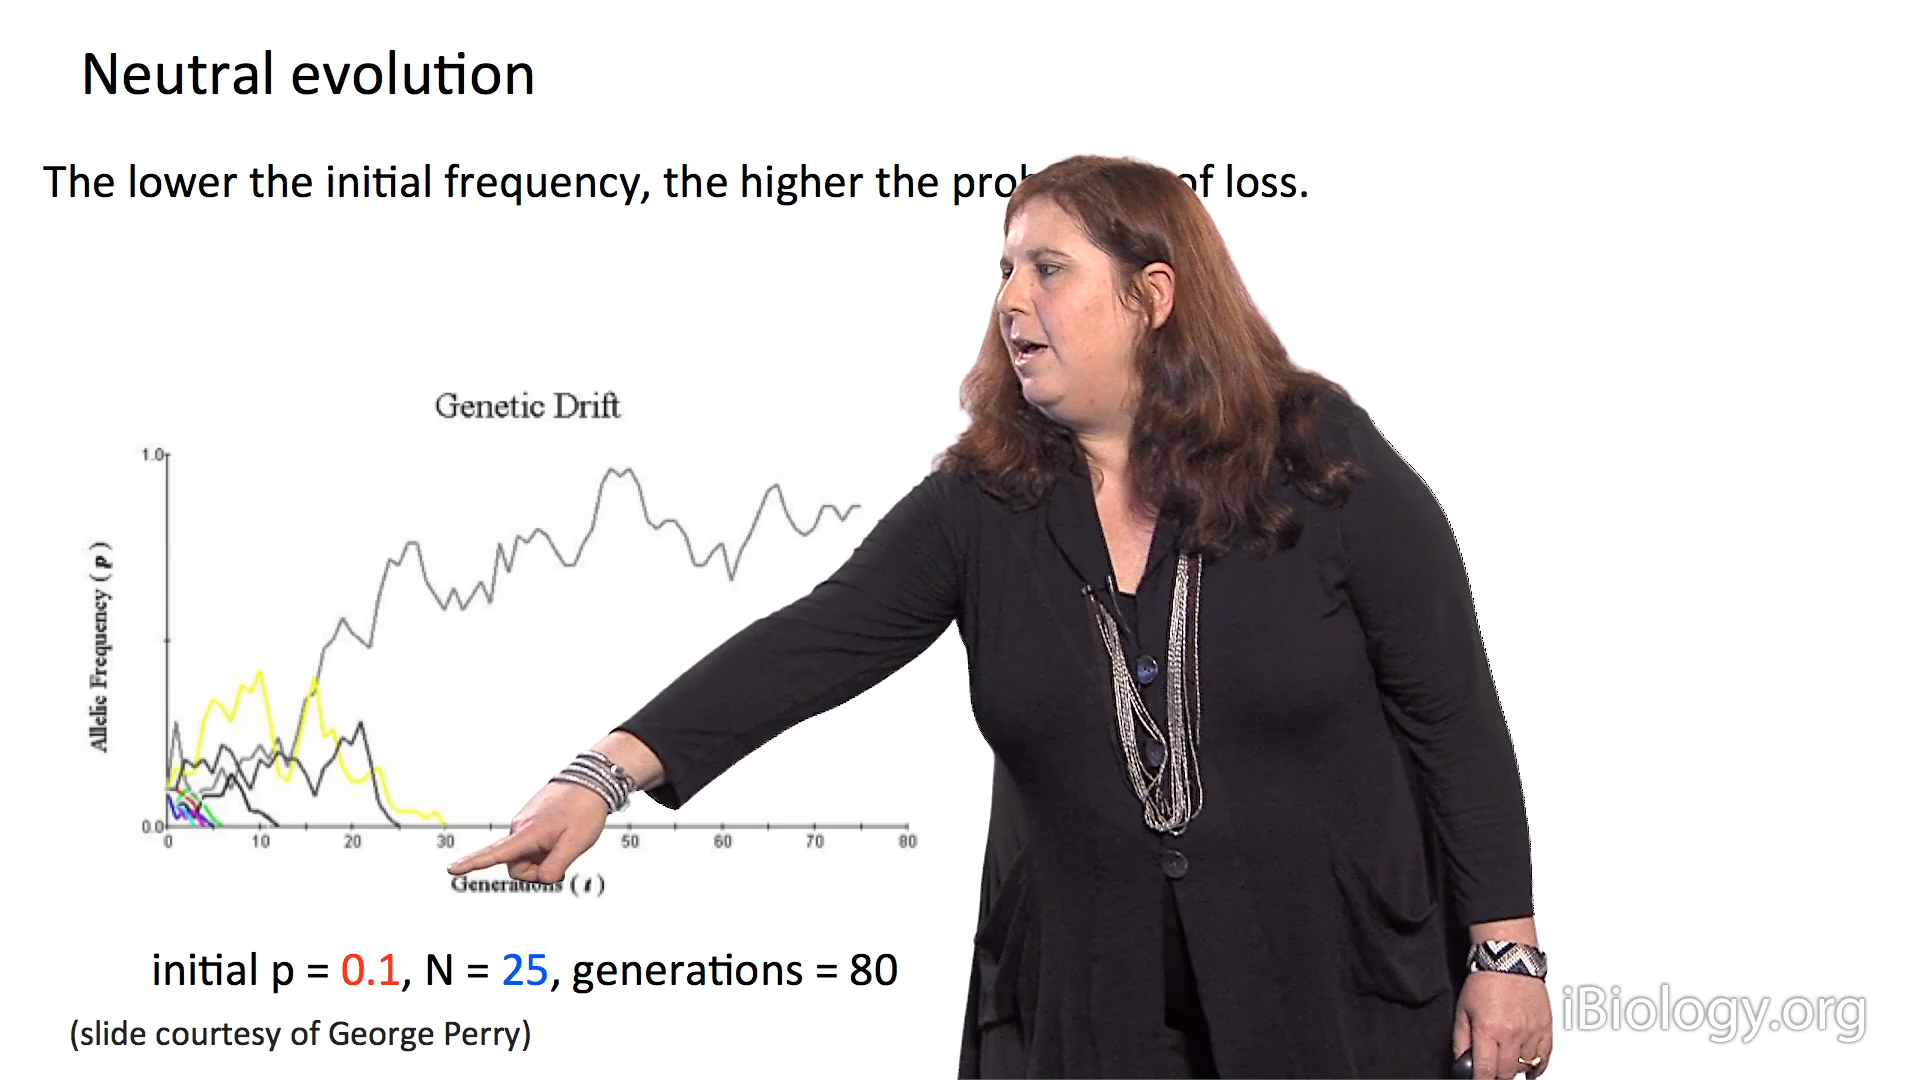 Neutral evolution
The lower the initial frequency, the higher the of loss.
Genetic Drift
1.0
Allelic Frequency ( p )
0.0
0 10 20 30 50 60 70 80
Generations ( t )
initial p = 0.1, N = 25, generations = 80
(slide courtesy of George Perry)
iBiology.org